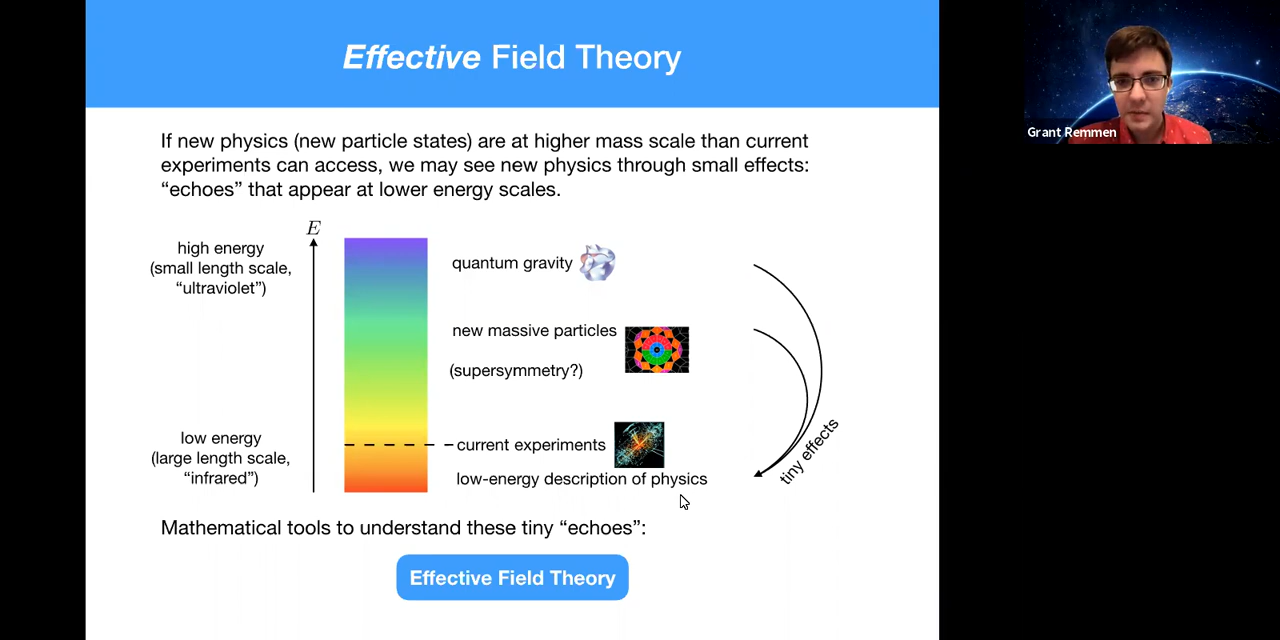 Effective Field Theory
Grant Remmen
If new physics (new particle states) are at higher mass scale than current
experiments can access, we may see new physics through small effects:
“echoes” that appear at lower energy scales.
E
high energy
(small length scale,
“ultraviolet”)
quantum gravity
new massive particles
(supersymmetry?)
low energy
(large length scale,
“infrared”)
current experiments
low-energy description of physics
tiny effects
Mathematical tools to understand these tiny “echoes”:
Effective Field Theory